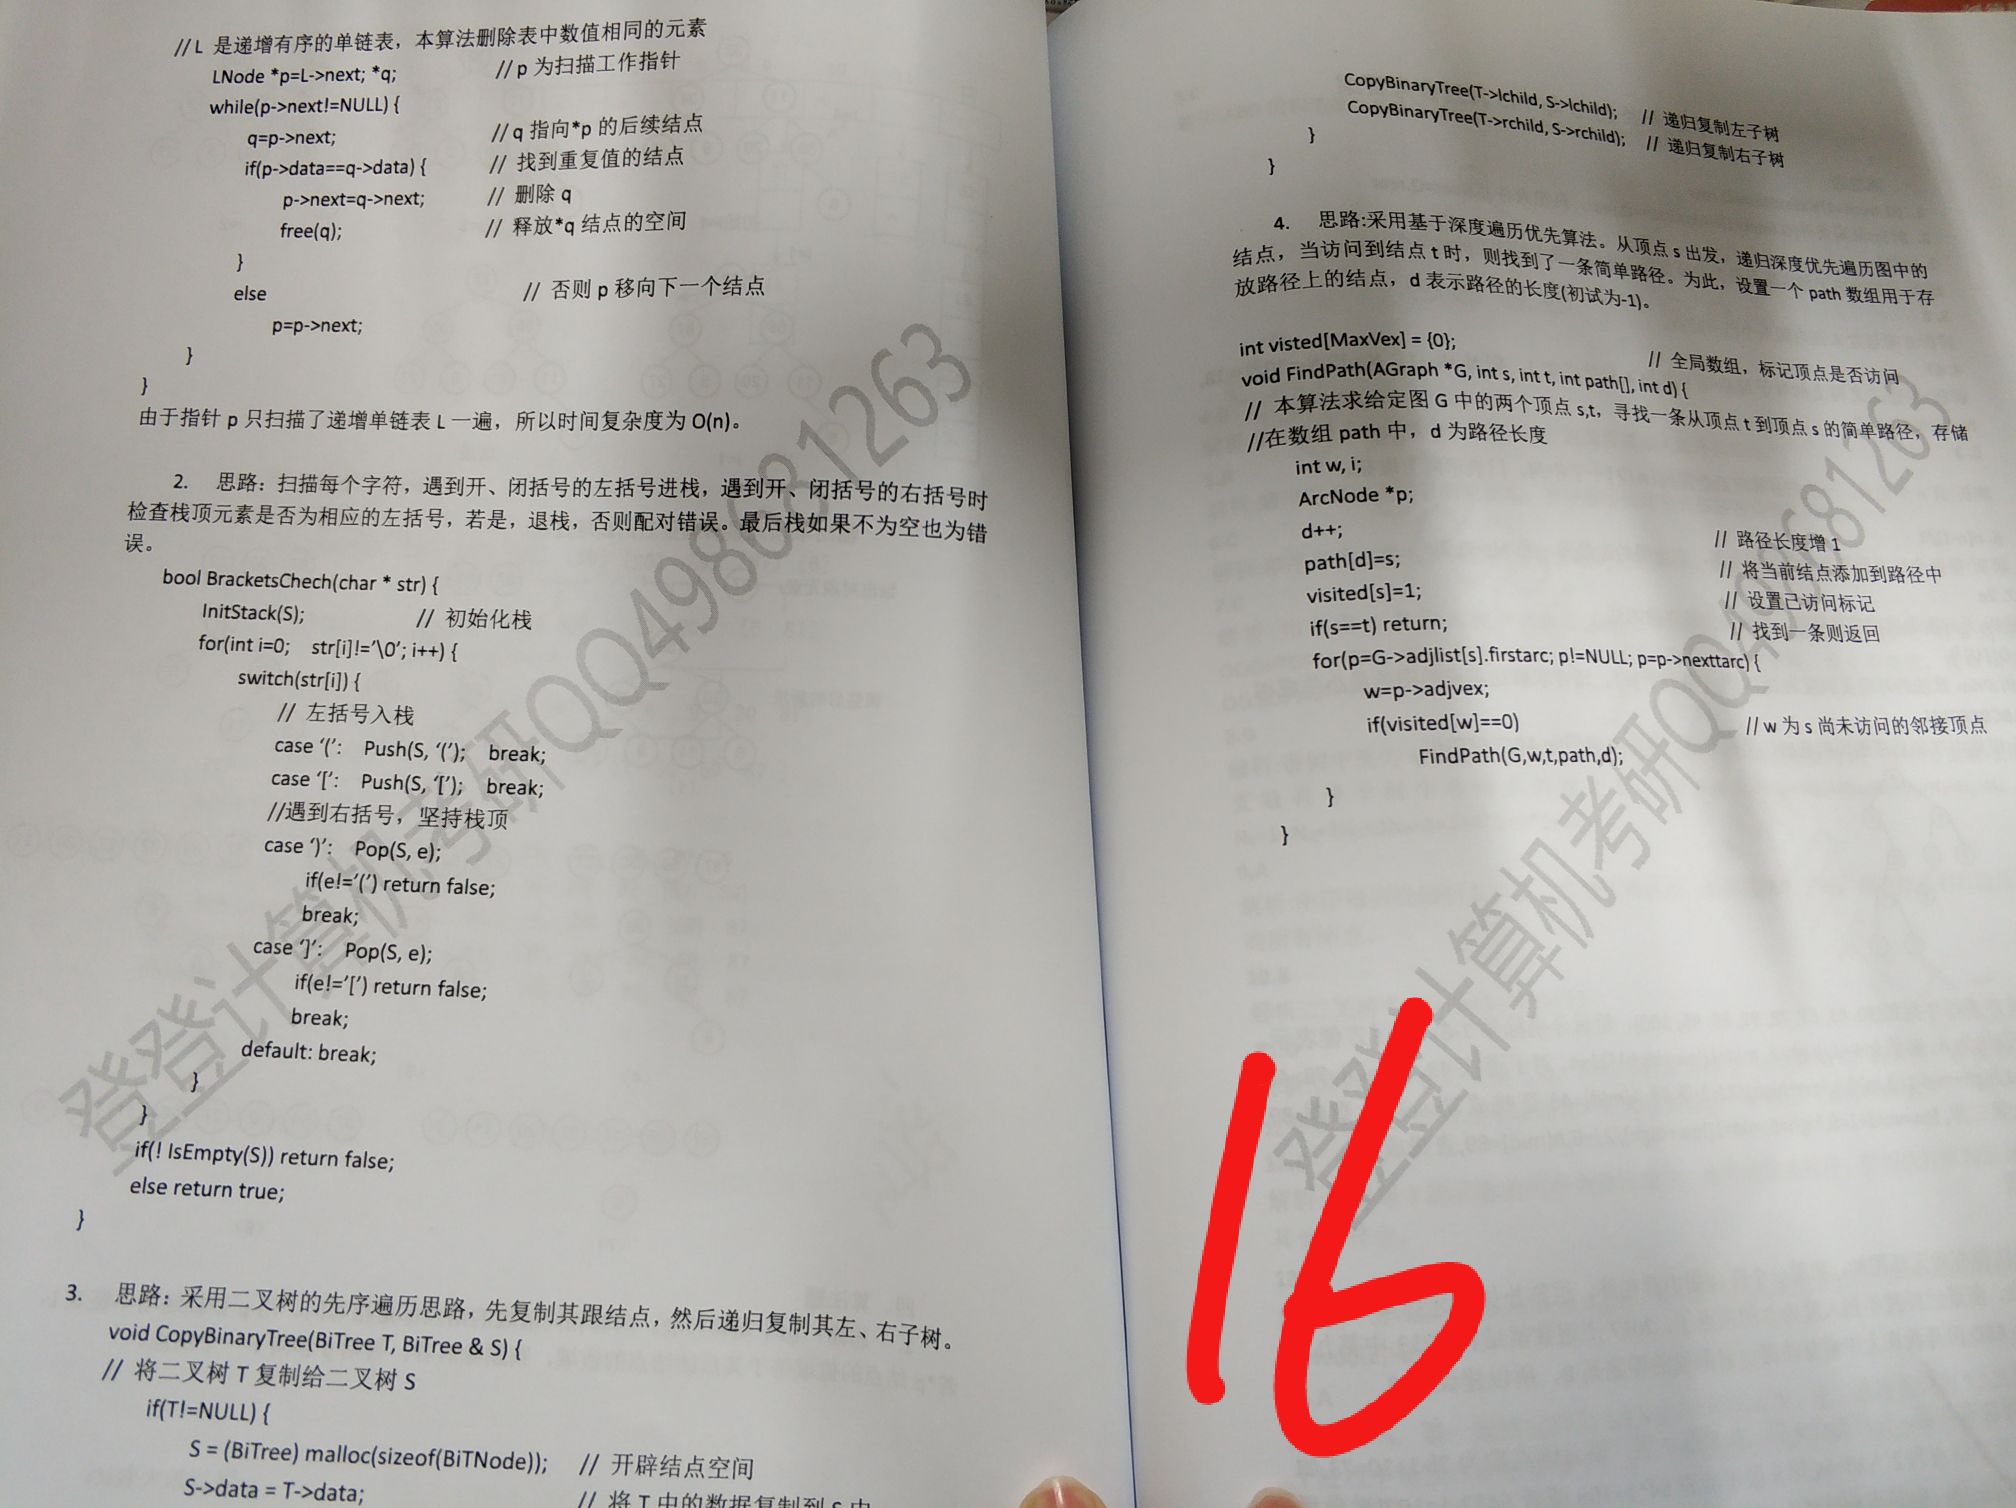 //L 是递增有序的单链表，本算法删除表中数值相同的元素
LNode *p=L->next; *q; //p 为扫描工作指针
while(p->next!=NULL) {
q=p->next; //q 指向*p 的后续结点
if(p->data==q->data) { // 找到重复值的结点
p->next=q->next; // 删除 q
free(q); // 释放*q 结点的空间
}
else // 否则 p 移向下一个结点
p=p->next;
}
}
由于指针 p 只扫描了递增单链表 L 一遍，所以时间复杂度为 O(n)。
2. 思路：扫描每个字符，遇到开、闭括号的左括号进栈，遇到开、闭括号的右括号时
检查栈顶元素是否为相应的左括号，若是，退栈，否则配对错误。最后栈如果不为空也为错
误。
bool BracketsChech(char * str) {
InitStack(S); // 初始化栈
for(int i=0; str[i]!='\0'; i++) {
switch(str[i]) {
// 左括号入栈
case '(': Push(S, '('); break;
case '[': Push(S, '['); break;
//遇到右括号，坚持栈顶
case ')': Pop(S, e);
if(e!='(') return false;
break;
case ']': Pop(S, e);
if(e!='[') return false;
break;
default: break;
}
}
if(! IsEmpty(S)) return false;
else return true;
}
3. 思路：采用二叉树的先序遍历思路，先复制其跟结点，然后递归复制其左、右子树。
void CopyBinaryTree(BiTree T, BiTree & S) {
// 将二叉树 T 复制给二叉树 S
if(T!=NULL) {
S = (BiTree) malloc(sizeof(BiTNode)); // 开辟结点空间
S->data = T->data; // 将 T 中的数据复制到 S 中
登登计算机考研QQ498681263
CopyBinaryTree(T->lchild, S->lchild); // 递归复制左子树
CopyBinaryTree(T->rchild, S->rchild); // 递归复制右子树
}
}
4. 思路:采用基于深度遍历优先算法。从顶点 s 出发，递归深度优先遍历图中的
结点，当访问到结点 t 时，则找到了一条简单路径。为此，设置一个 path 数组用于存
放路径上的结点，d 表示路径的长度(初试为-1)。
int visted[MaxVex] = {0}; // 全局数组，标记顶点是否访问
void FindPath(AGraph *G, int s, int t, int path[], int d) {
// 本算法求给定图 G 中的两个顶点 s,t，寻找一条从顶点 t 到顶点 s 的简单路径，存储
//在数组 path 中，d 为路径长度
int w, i;
ArcNode *p;
d++; // 路径长度增 1
path[d]=s; // 将当前结点添加到路径中
visited[s]=1; // 设置已访问标记
if(s==t) return; // 找到一条则返回
for(p=G->adjlist[s].firstarc; p!=NULL; p=p->nexttarc) {
w=p->adjvex;
if(visited[w]==0) //w 为 s 尚未访问的邻接顶点
FindPath(G,w,t,path,d);
}
}
登登计算机考研QQ498681263
16